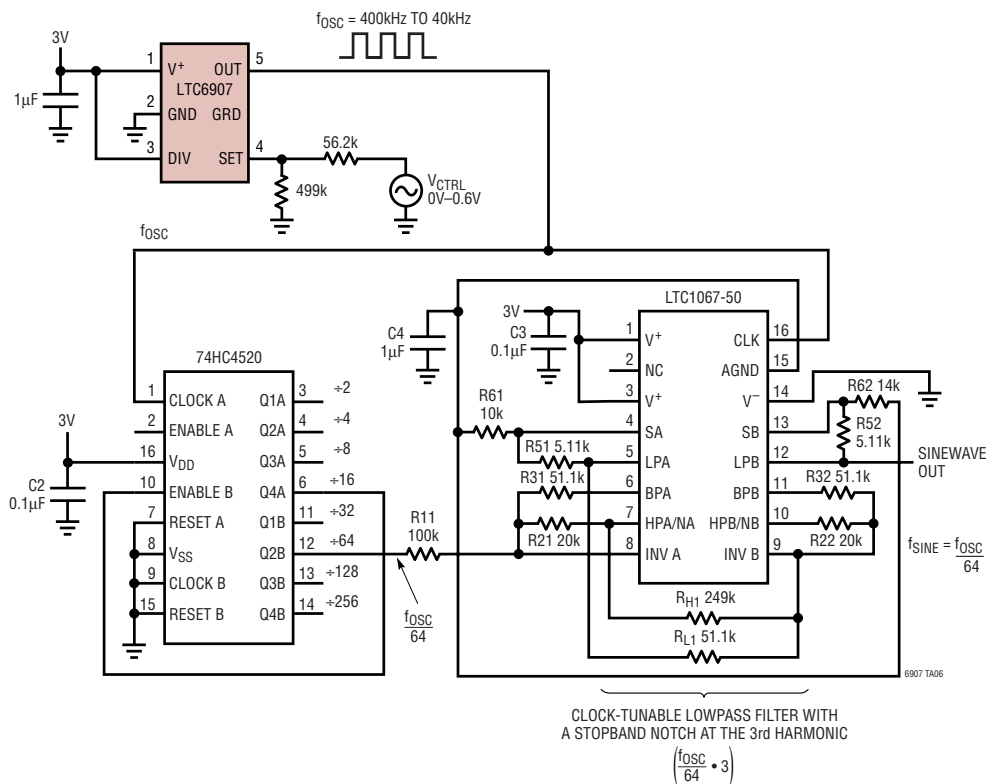 fOSC = 400kHz TO 40kHz
3V
1μF
1
V+
OUT
5
LTC6907
2
GND
GRD
3
DIV
SET
4
56.2k
499k
VCTRL
0V–0.6V
fOSC
74HC4520
1
CLOCK A
Q1A
3
÷2
2
ENABLE A
Q2A
4
÷4
16
VDD
Q3A
5
÷8
10
ENABLE B
Q4A
6
÷16
7
RESET A
Q1B
11
÷32
8
VSS
Q2B
12
÷64
9
CLOCK B
Q3B
13
÷128
15
RESET B
Q4B
14
÷256
3V
C2
0.1μF
fOSC
64
R11
100k
C4
1μF
3V
C3
0.1μF
R61
10k
R51 5.11k
R31 51.1k
R21 20k
LTC1067-50
1
V+
CLK
16
2
NC
AGND
15
3
V+
V–
14
4
SA
SB
13
5
LPA
LPB
12
6
BPA
BPB
11
7
HPA/NA
HPB/NB
10
8
INV A
INV B
9
R62 14k
R52
5.11k
SINEWAVE
OUT
R32 51.1k
R22 20k
fSINE = fOSC
64
RH1 249k
RL1 51.1k
6907 TA06
CLOCK-TUNABLE LOWPASS FILTER WITH
A STOPBAND NOTCH AT THE 3rd HARMONIC
(fOSC
64 • 3)